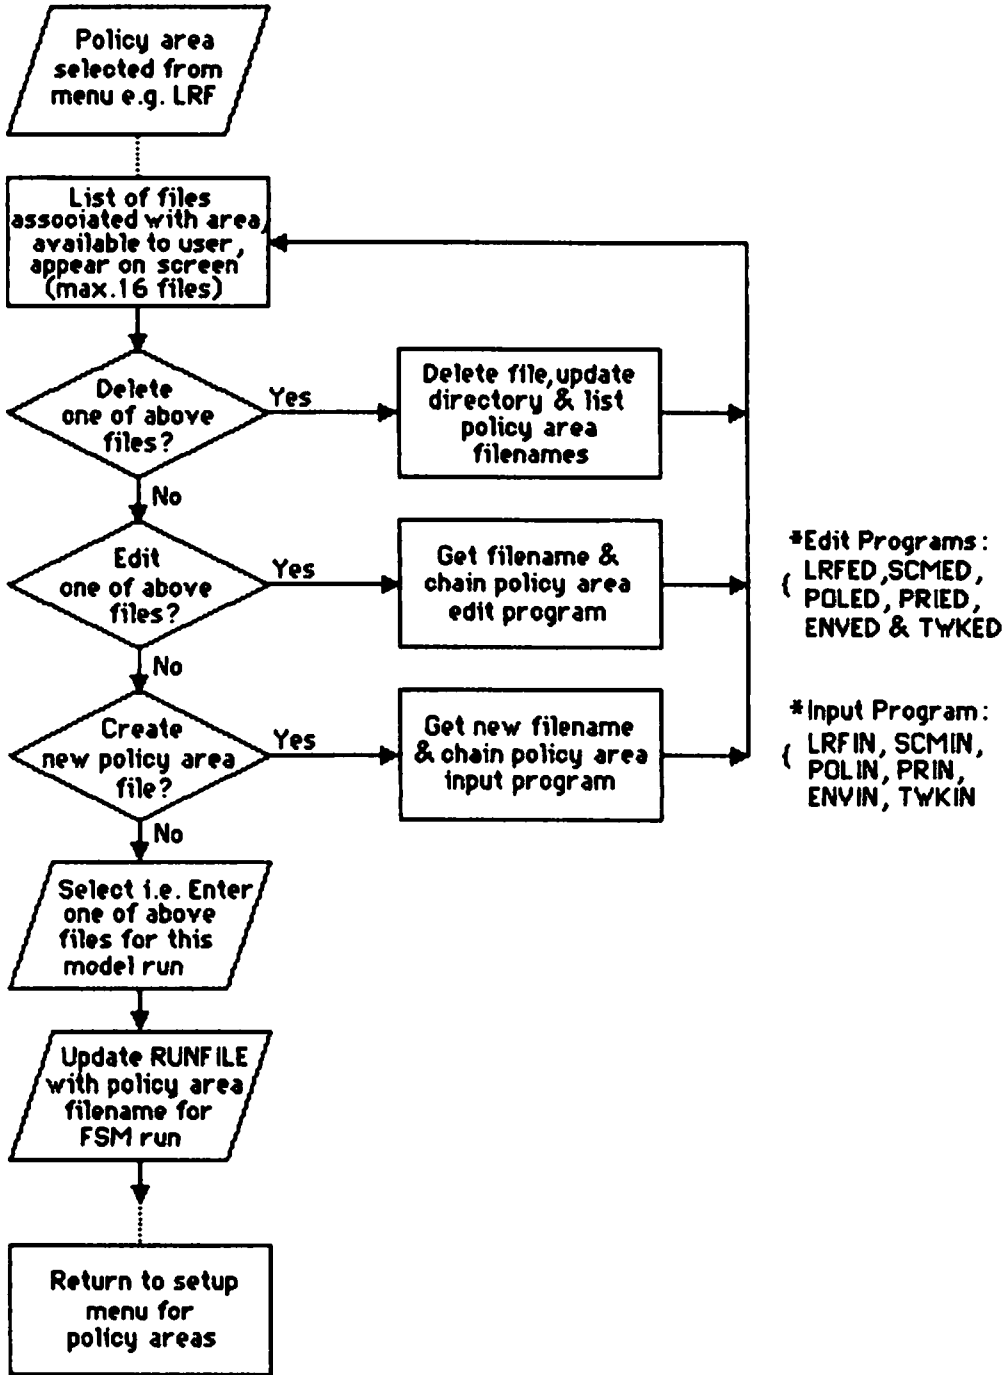 Policy area
selected from
menu e.g. LRF
List of files
associated with area,
available to user,
appear on screen
(max.16 files)
Delete
one of above
files?
Yes
Delete file,update
directory & list
policy area
filenames
No
Edit
one of above
files?
Yes
Get filename &
chain policy area
edit program
*Edit Programs:
{ LRFED,SCMED,
POLED, PRIED,
ENVED & TWKED
No
Create
new policy area
file?
Yes
Get new filename
& chain policy area
input program
*Input Program:
{ LRFIN, SCMIN,
POLIN, PRIN,
ENVIN, TWKIN
No
Select i.e. Enter
one of above
files for this
model run
Update RUNFILE
with policy area
filename for
FSM run
Return to setup
menu for
policy areas